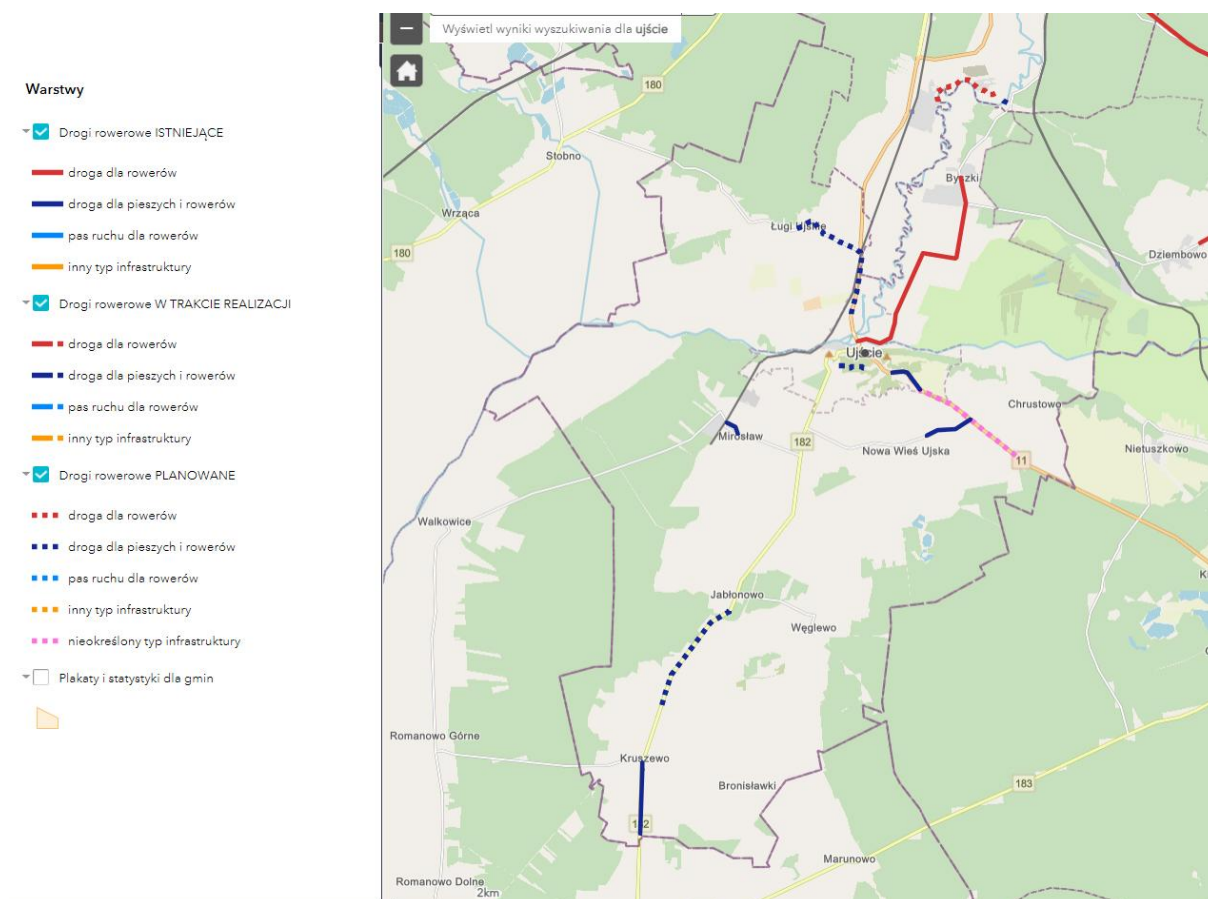 Warstwy
Drogi rowerowe ISTNIEJĄCE
droga dla rowerów
droga dla pieszych i rowerów
pas ruchu dla rowerów
inny typ infrastruktury
Drogi rowerowe W TRAKCIE REALIZACJI
droga dla rowerów
droga dla pieszych i rowerów
pas ruchu dla rowerów
inny typ infrastruktury
Drogi rowerowe PLANOWANE
droga dla rowerów
droga dla pieszych i rowerów
pas ruchu dla rowerów
inny typ infrastruktury
nieokreślony typ infrastruktury
Plakaty i statystyki dla gmin
Wyświetl wyniki wyszukiwania dla ujście
180
Stobno
Byszki
Wrząca
Ługi Ujskie
180
Dziembowo
Ujście
Chrustowo
Mirosław
182
Nowa Wieś Ujska
Nietuszkowo
11
Walkowice
Jabłonowo
Węglewo
Romanowo Górne
Kruszewo
Bronisławki
183
182
Marunowo
Romanowo Dolne
2km